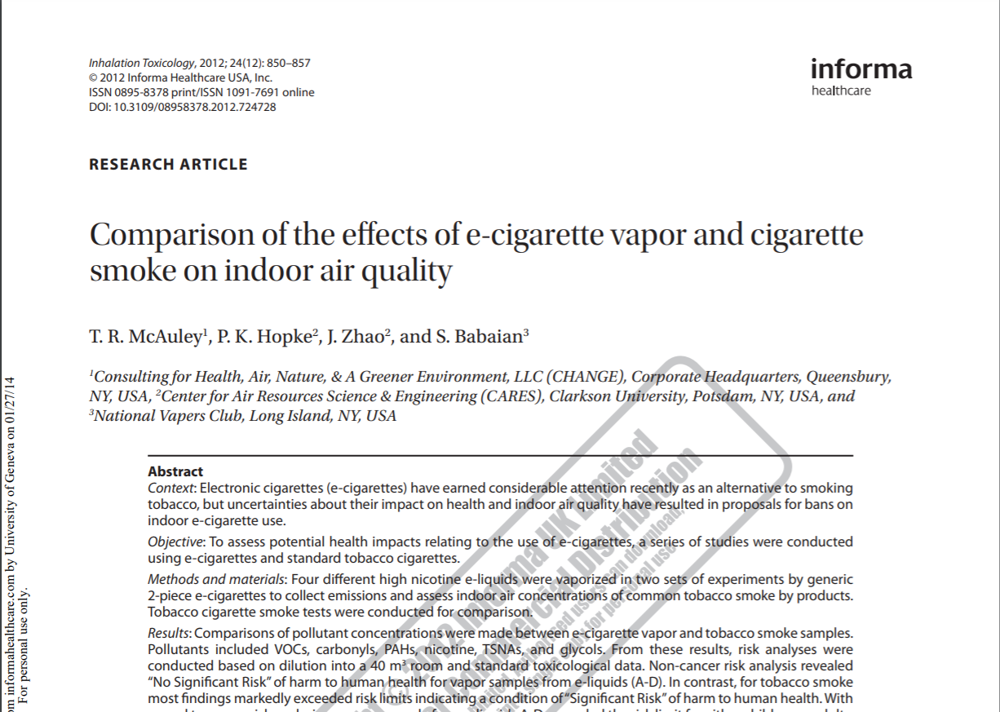 Inhalation Toxicology, 2012; 24(12): 850–857
© 2012 Informa Healthcare USA, Inc.
ISSN 0895-8378 print/ISSN 1091-7691 online
DOI: 10.3109/08958378.2012.724728
informa
healthcare
RESEARCH ARTICLE
Comparison of the effects of e-cigarette vapor and cigarette
smoke on indoor air quality
T. R. McAuley1, P. K. Hopke2, J. Zhao2, and S. Babaian3
1Consulting for Health, Air, Nature, & A Greener Environment, LLC (CHANGE), Corporate Headquarters, Queensbury,
NY, USA, 2Center for Air Resources Science & Engineering (CARES), Clarkson University, Potsdam, NY, USA, and
3National Vapers Club, Long Island, NY, USA
Abstract
Context: Electronic cigarettes (e-cigarettes) have earned considerable attention recently as an alternative to smoking
tobacco, but uncertainties about their impact on health and indoor air quality have resulted in proposals for bans on
indoor e-cigarette use.
Objective: To assess potential health impacts relating to the use of e-cigarettes, a series of studies were conducted
using e-cigarettes and standard tobacco cigarettes.
Methods and materials: Four different high nicotine e-liquids were vaporized in two sets of experiments by generic
2-piece e-cigarettes to collect emissions and assess indoor air concentrations of common tobacco smoke by products.
Tobacco cigarette smoke tests were conducted for comparison.
Results: Comparisons of pollutant concentrations were made between e-cigarette vapor and tobacco smoke samples.
Pollutants included VOCs, carbonyls, PAHs, nicotine, TSNAs, and glycols. From these results, risk analyses were
conducted based on dilution into a 40 m3 room and standard toxicological data. Non-cancer risk analysis revealed
“No Significant Risk” of harm to human health for vapor samples from e-liquids (A-D). In contrast, for tobacco smoke
most findings markedly exceeded risk limits indicating a condition of “Significant Risk” of harm to human health. With
informahealthcare.com by University of Geneva on 01/27/14
For personal use only.
© 2012 Informa UK Limited
Commercial Distribution
users can download,
single copy for personal use